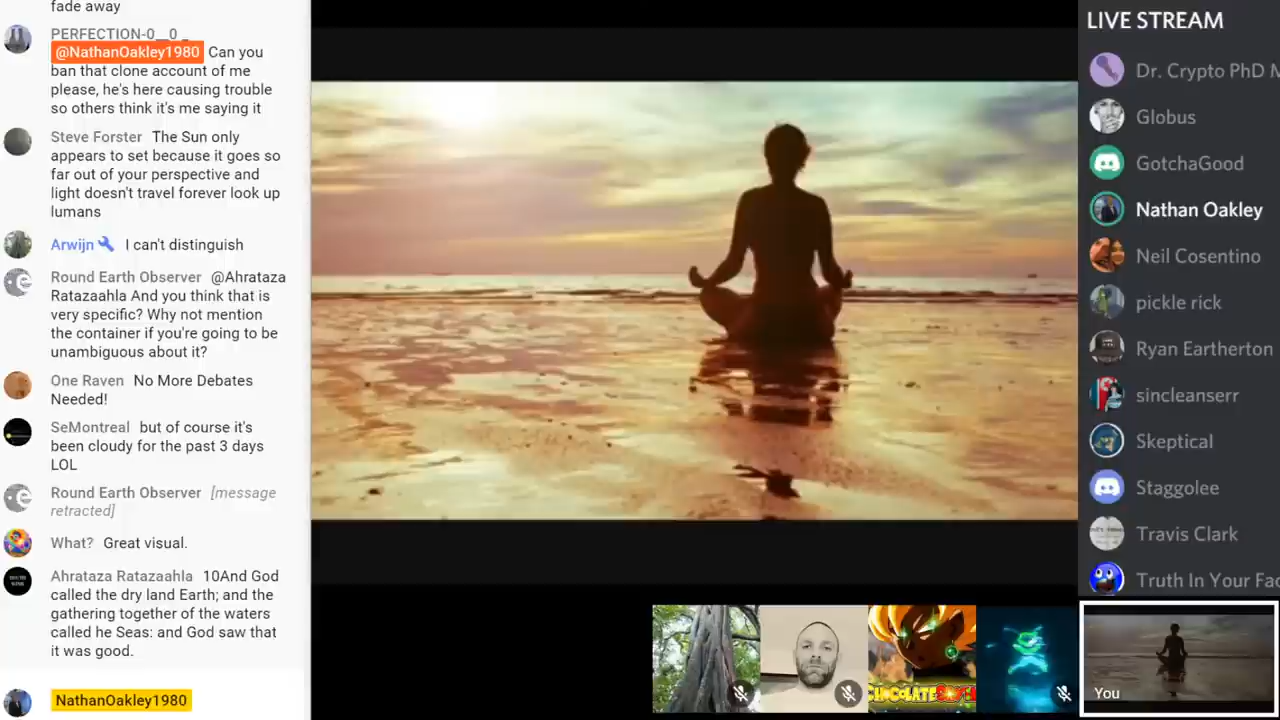 fade away
PERFECTION-0__0 _
@NathanOakley1980 Can you
ban that clone account of me
please, he's here causing trouble
so others think it's me saying it
Steve Forster The Sun only
appears to set because it goes so
far out of your perspective and
light doesn't travel forever look up
lumans
Arwijn I can't distinguish
Round Earth Observer @Ahrataza
Ratazaahla And you think that is
very specific? Why not mention
the container if you're going to be
unambiguous about it?
One Raven No More Debates
Needed!
SeMontreal but of course it's
been cloudy for the past 3 days
LOL
Round Earth Observer [message
retracted]
What? Great visual.
Ahrataza Ratazaahla 10And God
called the dry land Earth; and the
gathering together of the waters
called he Seas: and God saw that
it was good.
NathanOakley1980
LIVE STREAM
Dr. Crypto PhD M
Globus
GotchaGood
Nathan Oakley
Neil Cosentino
pickle rick
Ryan Eartherton
sincleanserr
Skeptical
Staggolee
Travis Clark
Truth In Your Fac
You